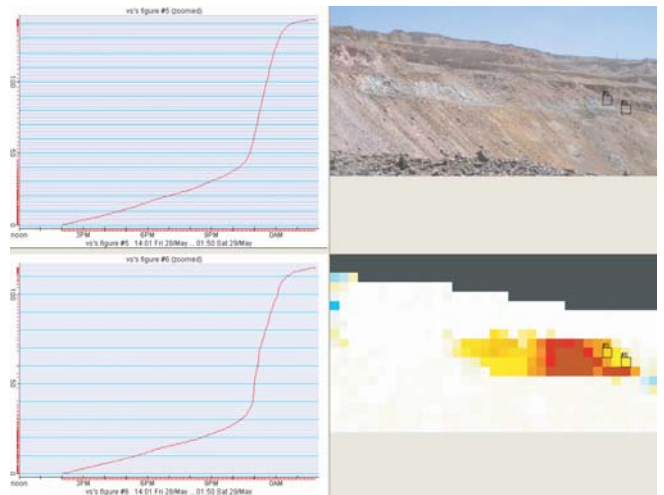 vs's figure #5 (zoomed)
100
50
0
noon 3PM 6PM 9PM 0AM
vs's figure #5 14:01 Fri 28/May .. 01:50 Sat 29/May
vs's figure #6 (zoomed)
100
50
0
noon 3PM 6PM 9PM 0AM
vs's figure #6 14:01 Fri 28/May .. 01:50 Sat 29/May